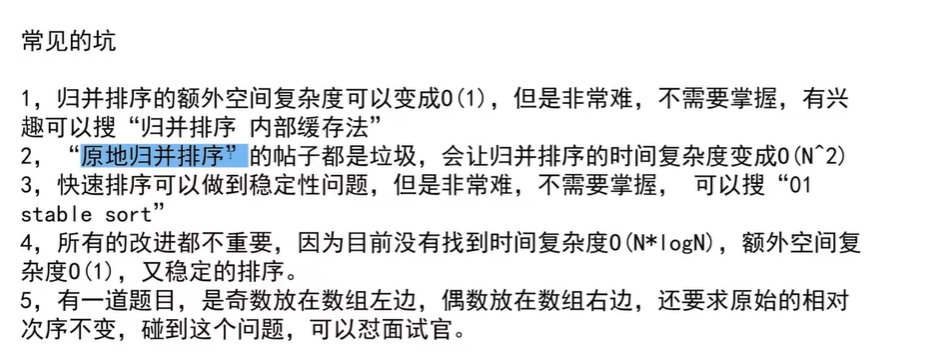 常见的坑
1，归并排序的额外空间复杂度可以变成O(1)，但是非常难，不需要掌握，有兴
趣可以搜“归并排序 内部缓存法”
2，“原地归并排序”的帖子都是垃圾，会让归并排序的时间复杂度变成O(N^2)
3，快速排序可以做到稳定性问题，但是非常难，不需要掌握， 可以搜“01
stable sort”
4，所有的改进都不重要，因为目前没有找到时间复杂度O(N*logN)，额外空间复
杂度O(1)，又稳定的排序。
5，有一道题目，是奇数放在数组左边，偶数放在数组右边，还要求原始的相对
次序不变，碰到这个问题，可以怼面试官。